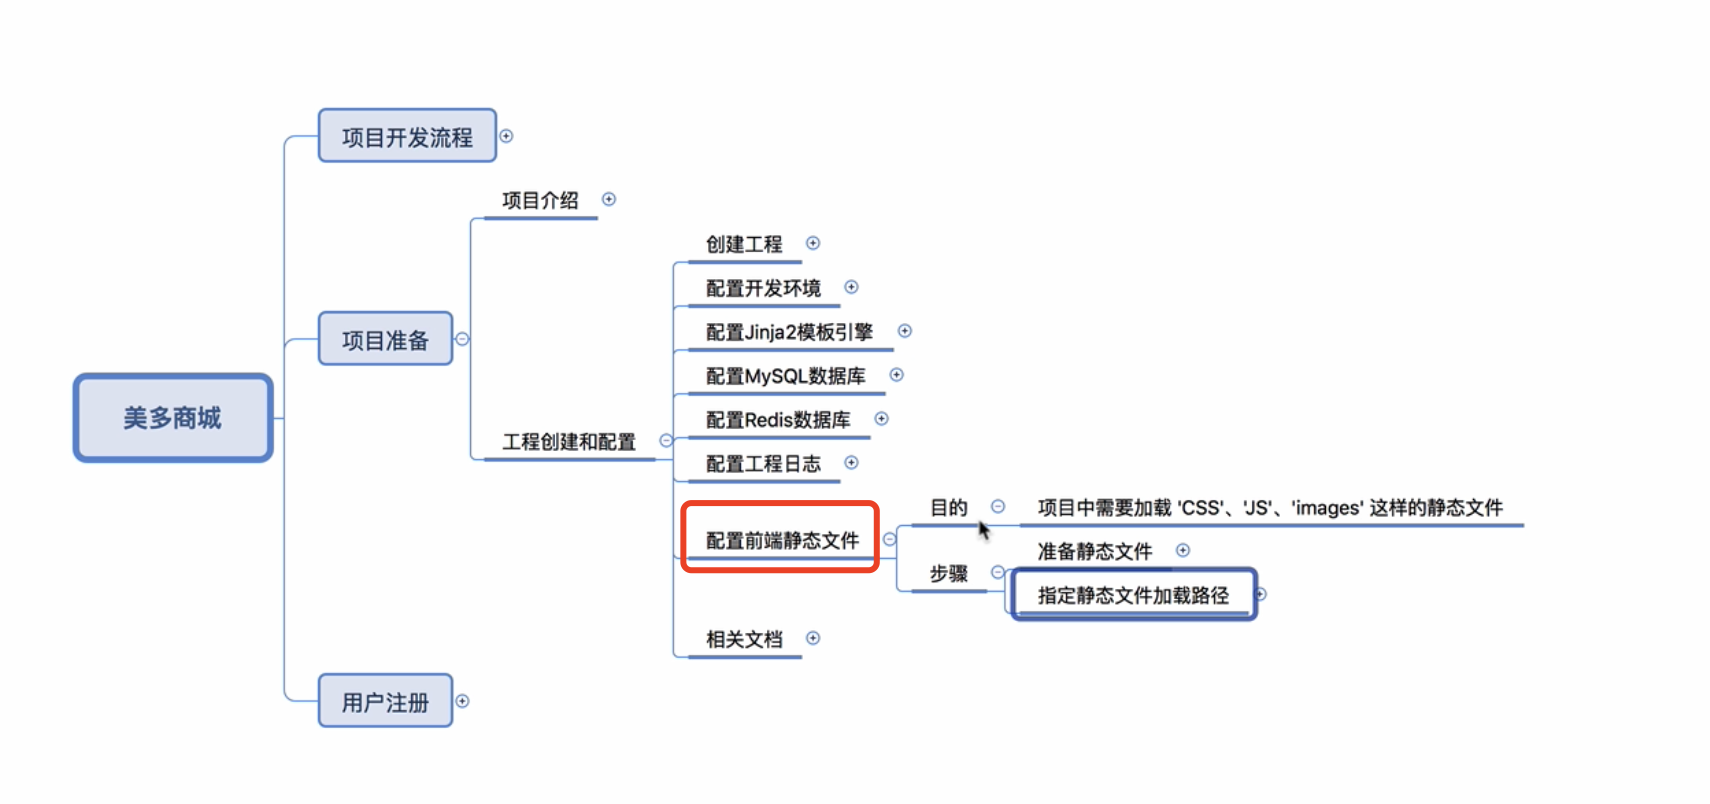 美多商城
项目开发流程
项目准备
项目介绍
工程创建和配置
创建工程
配置开发环境
配置Jinja2模板引擎
配置MySQL数据库
配置Redis数据库
配置工程日志
配置前端静态文件
目的
项目中需要加载 'CSS'、'JS'、'images' 这样的静态文件
步骤
准备静态文件
指定静态文件加载路径
相关文档
用户注册